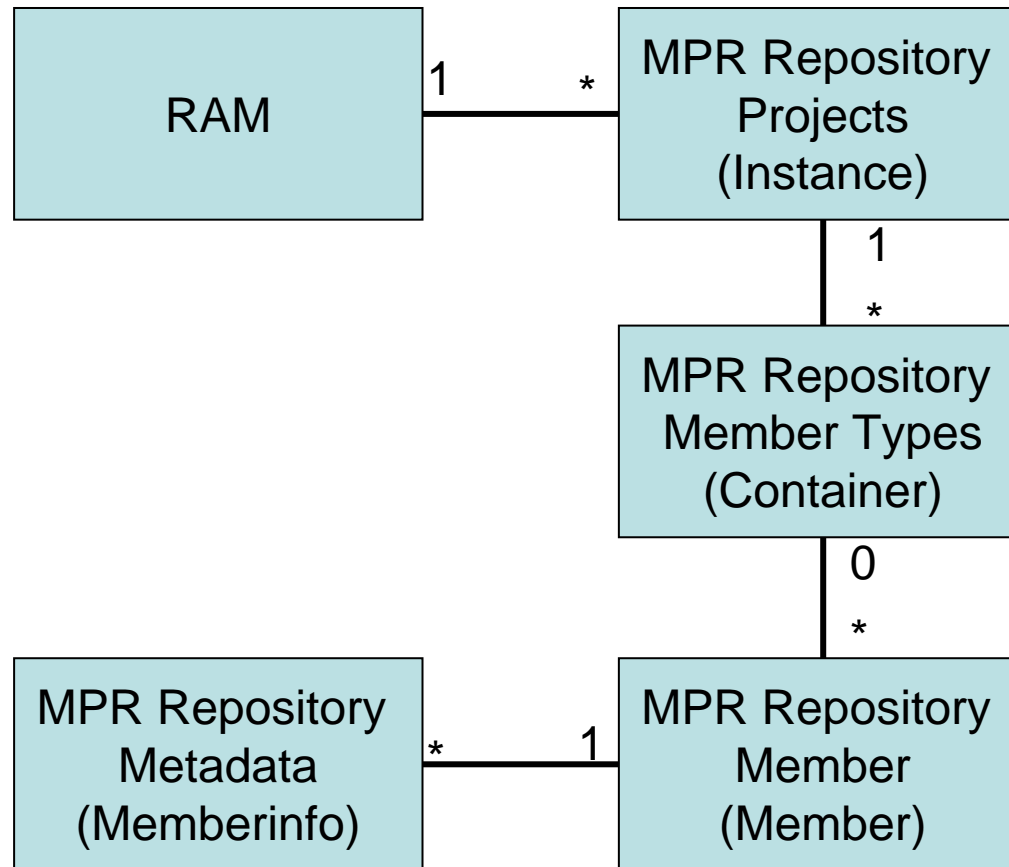 RAM
1
*
MPR Repository
Projects
(Instance)
1
*
MPR Repository
Member Types
(Container)
0
*
MPR Repository
Metadata
(Memberinfo)
*
1
MPR Repository
Member
(Member)